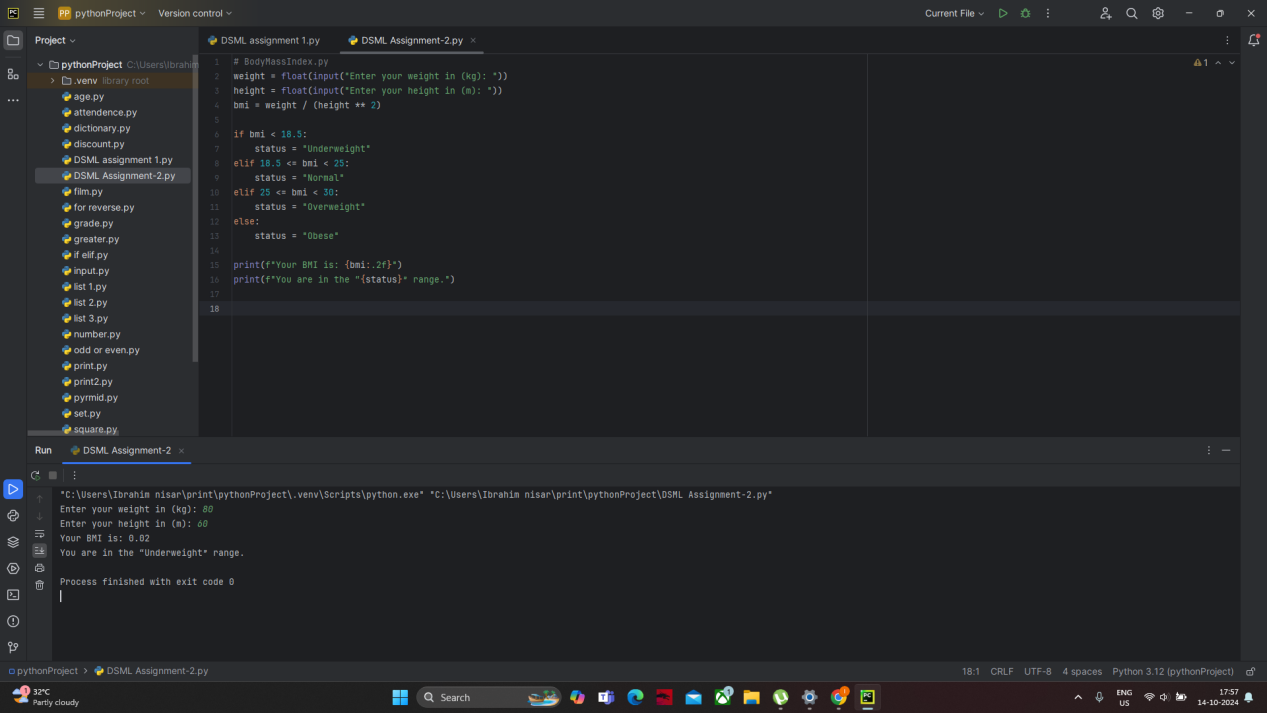 PC
PP pythonProject
Version control
Current File
Project
DSML assignment 1.py
DSML Assignment-2.py
pythonProject C:\Users\Ibrahim
.venv library root
age.py
attendence.py
dictionary.py
discount.py
DSML assignment 1.py
DSML Assignment-2.py
film.py
for reverse.py
grade.py
greater.py
if elif.py
input.py
list 1.py
list 2.py
list 3.py
number.py
odd or even.py
print.py
print2.py
pyrmid.py
set.py
square.py
1 # BodyMassIndex.py
2 weight = float(input("Enter your weight in (kg): "))
3 height = float(input("Enter your height in (m): "))
4 bmi = weight / (height ** 2)
5
6 if bmi < 18.5:
7 status = "Underweight"
8 elif 18.5 <= bmi < 25:
9 status = "Normal"
10 elif 25 <= bmi < 30:
11 status = "Overweight"
12 else:
13 status = "Obese"
14
15 print(f"Your BMI is: {bmi:.2f}")
16 print(f"You are in the “{status}” range.")
17
18
1
Run
DSML Assignment-2
"C:\Users\Ibrahim nisar\print\pythonProject\.venv\Scripts\python.exe" "C:\Users\Ibrahim nisar\print\pythonProject\DSML Assignment-2.py"
Enter your weight in (kg): 80
Enter your height in (m): 60
Your BMI is: 0.02
You are in the “Underweight” range.
Process finished with exit code 0
pythonProject > DSML Assignment-2.py
18:1 CRLF UTF-8 4 spaces Python 3.12 (pythonProject)
1
32°C
Partly cloudy
Search
1
1
PC
ENG
US
17:57
14-10-2024